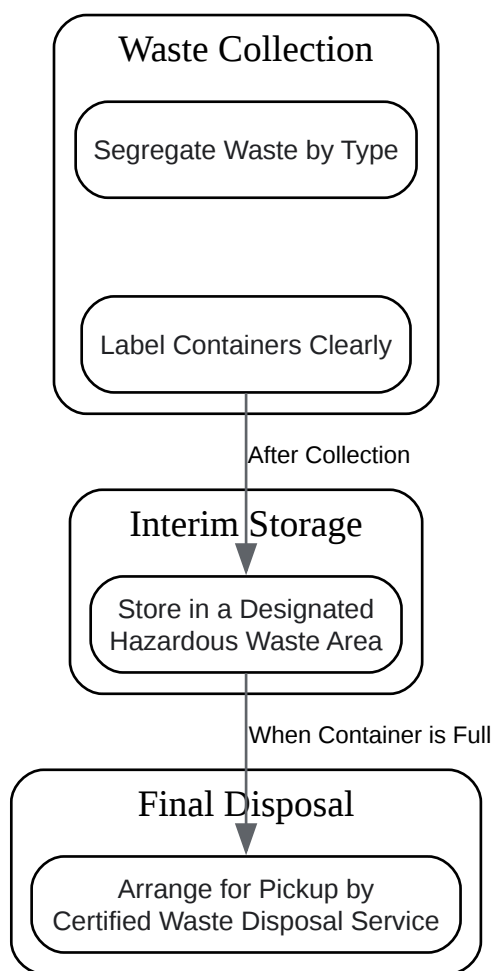 Waste Collection
Segregate Waste by Type
Label Containers Clearly
After Collection
Interim Storage
Store in a Designated
Hazardous Waste Area
When Container is Full
Final Disposal
Arrange for Pickup by
Certified Waste Disposal Service